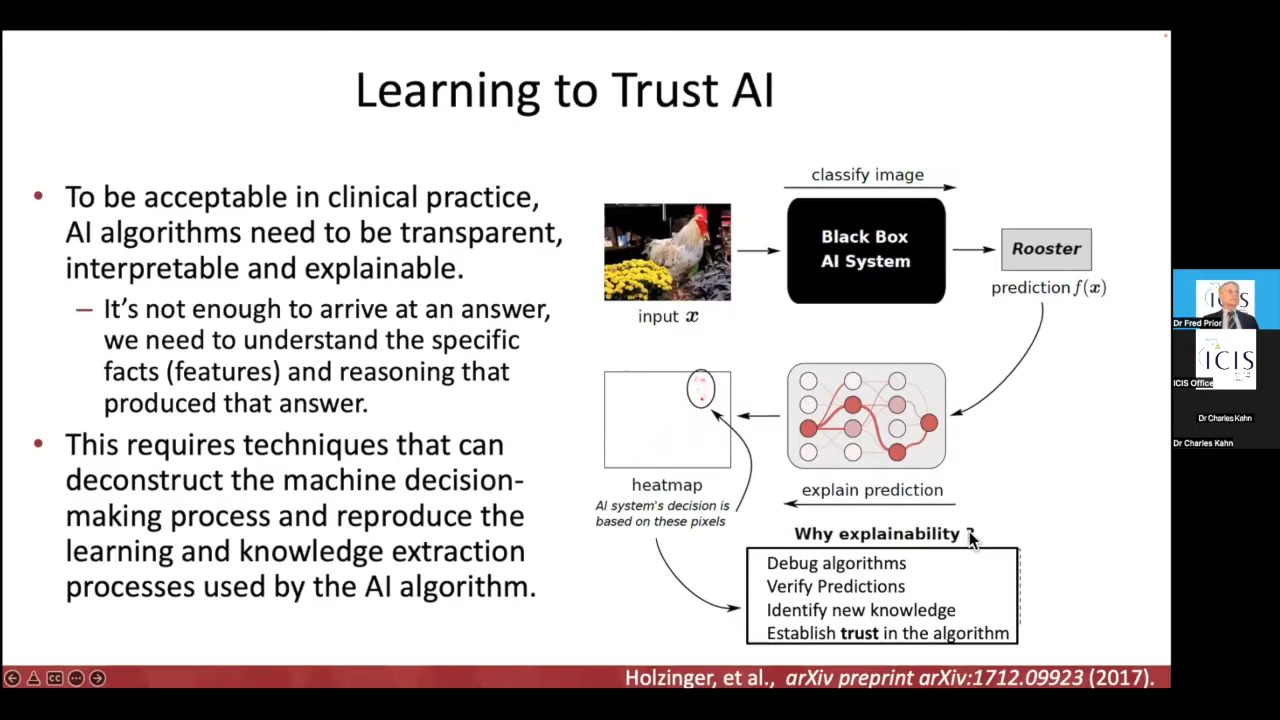 Learning to Trust AI
• To be acceptable in clinical practice,
AI algorithms need to be transparent,
interpretable and explainable.
– It’s not enough to arrive at an answer,
we need to understand the specific
facts (features) and reasoning that
produced that answer.
• This requires techniques that can
deconstruct the machine decision-
making process and reproduce the
learning and knowledge extraction
processes used by the AI algorithm.
classify image
Black Box
AI System
Rooster
input x
prediction f(x)
heatmap
AI system's decision is
based on these pixels
explain prediction
Why explainability ?
Debug algorithms
Verify Predictions
Identify new knowledge
Establish trust in the algorithm
Holzinger, et al., arXiv preprint arXiv:1712.09923 (2017).
CC
Dr Fred Prior
ICIS
ICIS Office
Dr Charles Kahn
Dr Charles Kahn